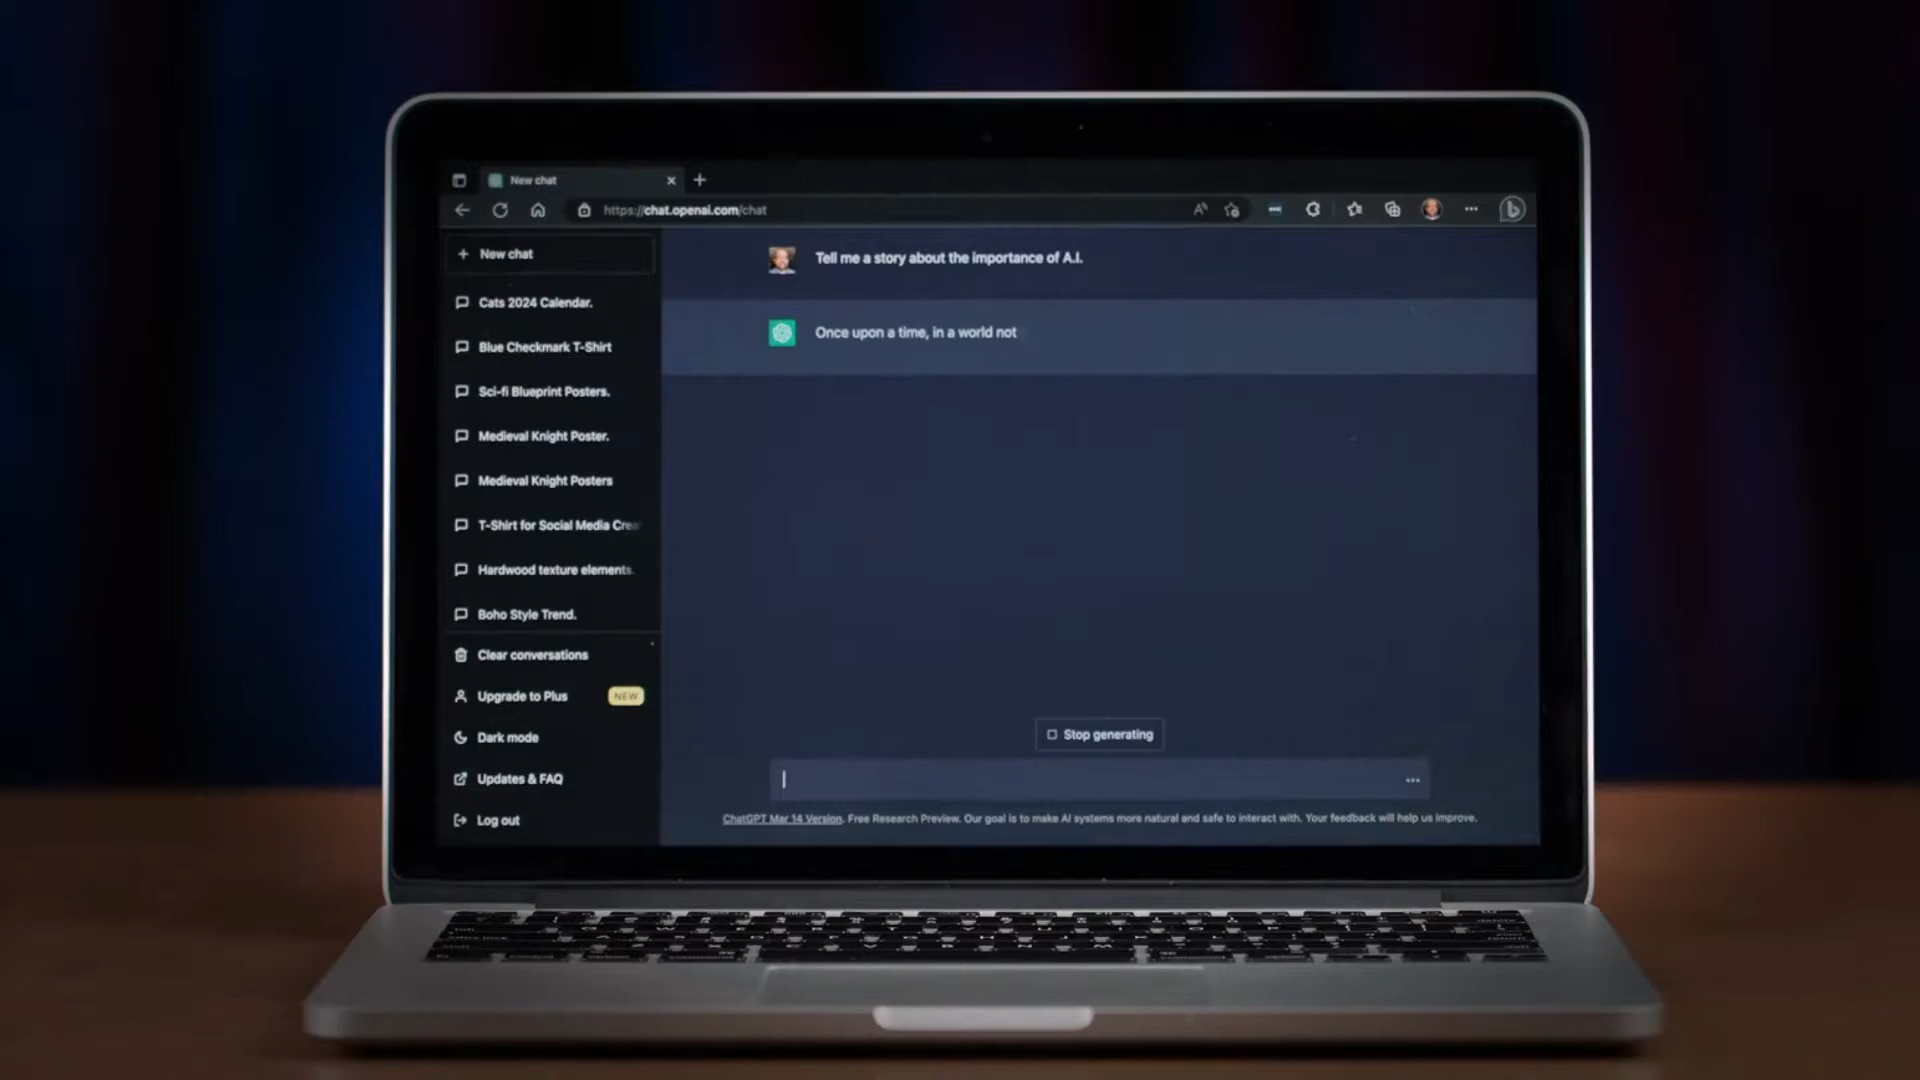 New chat
https://chat.openai.com/chat
New chat
Cats 2024 Calendar.
Blue Checkmark T-Shirt
Sci-fi Blueprint Posters.
Medieval Knight Poster.
Medieval Knight Posters
T-Shirt for Social Media Crea
Hardwood texture elements.
Boho Style Trend.
Clear conversations
Upgrade to Plus NEW
Dark mode
Updates & FAQ
Log out
Tell me a story about the importance of A.I.
Once upon a time, in a world not
Stop generating
ChatGPT Mar 14 Version. Free Research Preview. Our goal is to make AI systems more natural and safe to interact with. Your feedback will help us improve.